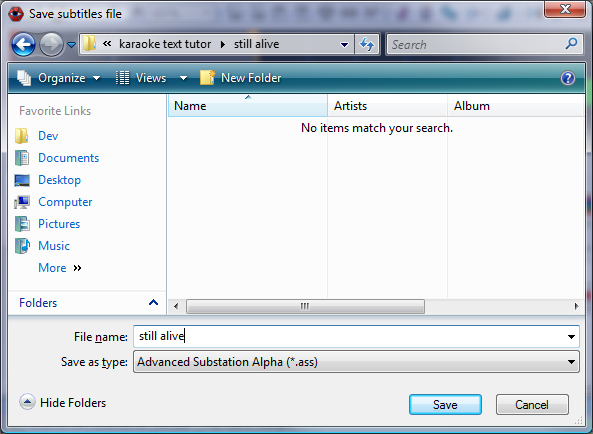 Save subtitles file
« karaoke text tutor ▸ still alive
Search
Organize
Views
New Folder
Favorite Links
Dev
Documents
Desktop
Computer
Pictures
Music
More »
Folders
Name Artists Album
No items match your search.
File name: still alive
Save as type: Advanced Substation Alpha (*.ass)
Hide Folders
Save
Cancel